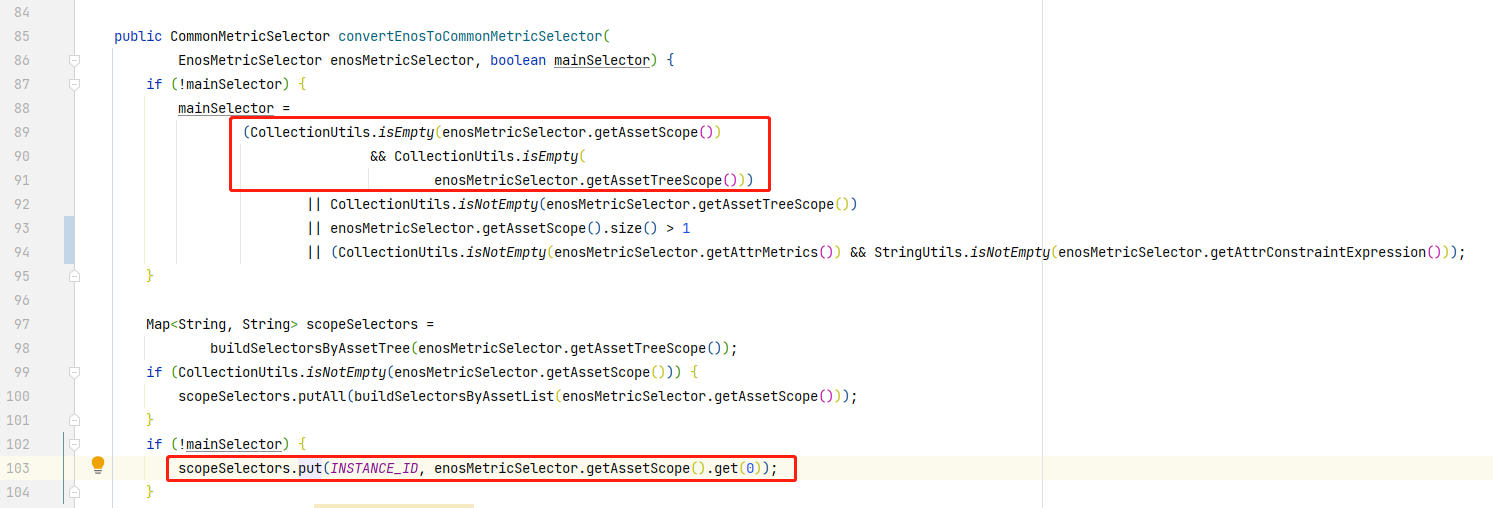 84
85 public CommonMetricSelector convertEnosToCommonMetricSelector(
86 EnosMetricSelector enosMetricSelector, boolean mainSelector) {
87 if (!mainSelector) {
88 mainSelector =
89 (CollectionUtils.isEmpty(enosMetricSelector.getAssetScope())
90 && CollectionUtils.isEmpty(
91 enosMetricSelector.getAssetTreeScope()))
92 || CollectionUtils.isNotEmpty(enosMetricSelector.getAssetTreeScope())
93 || enosMetricSelector.getAssetScope().size() > 1
94 || (CollectionUtils.isNotEmpty(enosMetricSelector.getAttrMetrics()) && StringUtils.isNotEmpty(enosMetricSelector.getAttrConstraintExpression()));
95 }
96
97 Map<String, String> scopeSelectors =
98 buildSelectorsByAssetTree(enosMetricSelector.getAssetTreeScope());
99 if (CollectionUtils.isNotEmpty(enosMetricSelector.getAssetScope())) {
100 scopeSelectors.putAll(buildSelectorsByAssetList(enosMetricSelector.getAssetScope()));
101 }
102 if (!mainSelector) {
103 scopeSelectors.put(INSTANCE_ID, enosMetricSelector.getAssetScope().get(0));
104 }